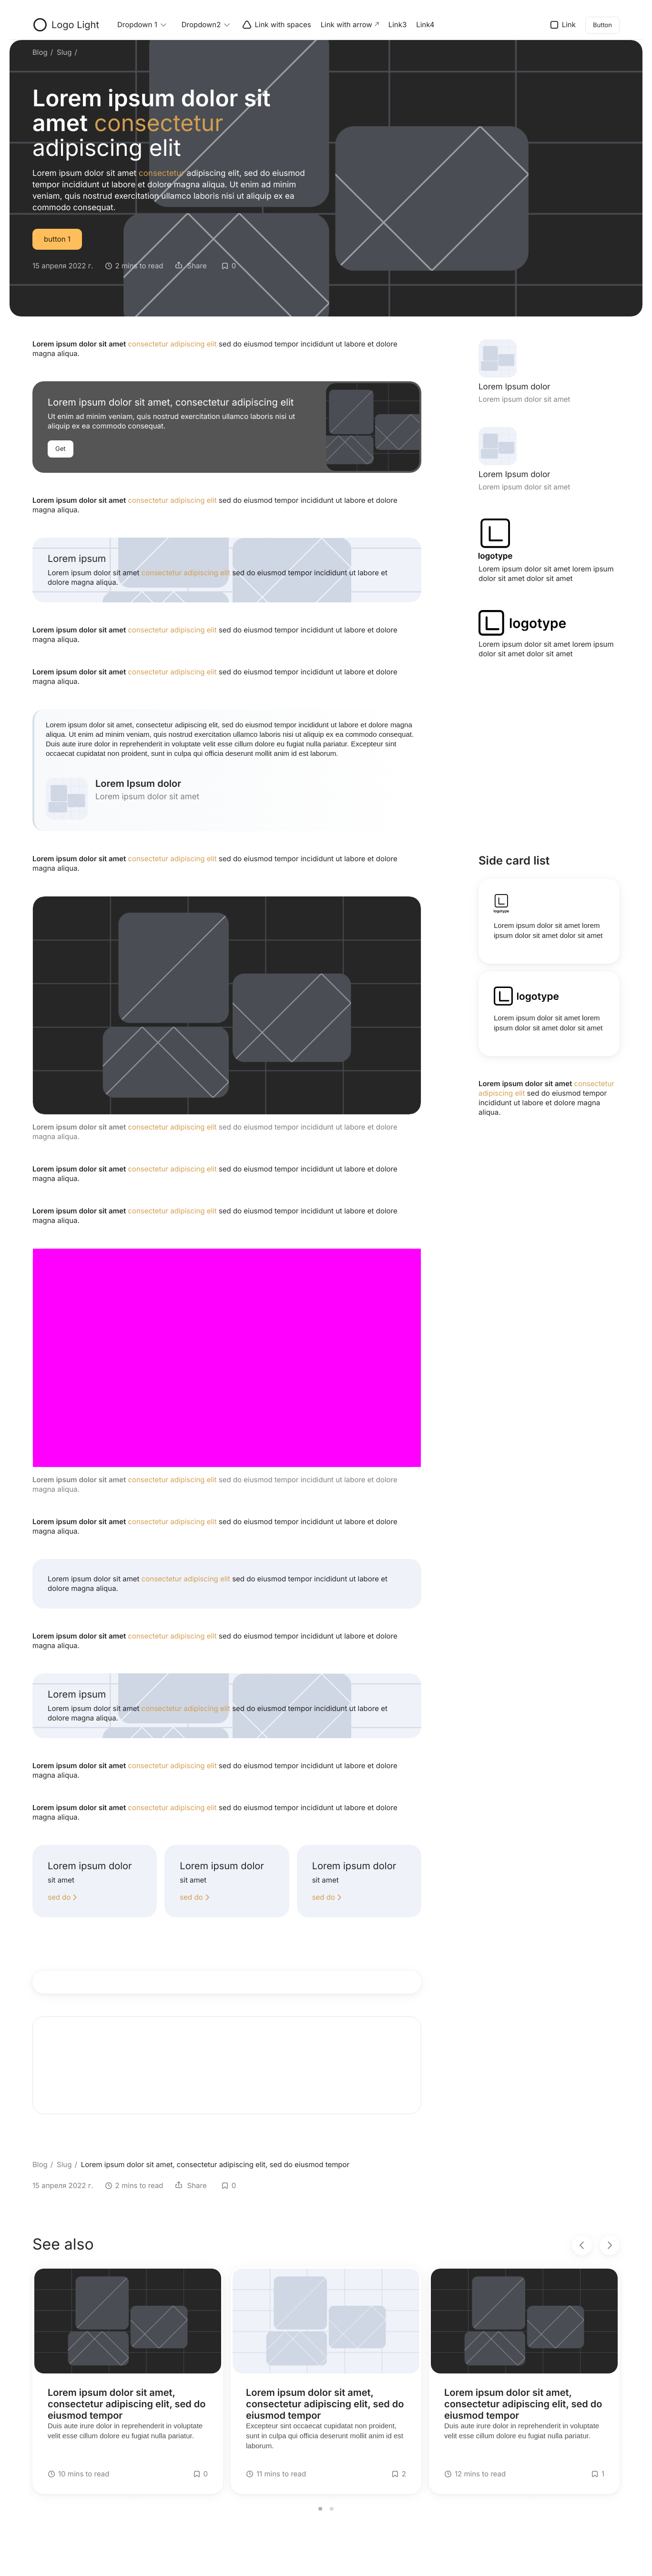 Logo Light
Dropdown 1
Dropdown2
Link with spaces
Link with arrow
Link3
Link4
Link
Button
Blog / Slug /
Lorem ipsum dolor sit
amet consectetur
adipiscing elit
Lorem ipsum dolor sit amet consectetur adipiscing elit, sed do eiusmod
tempor incididunt ut labore et dolore magna aliqua. Ut enim ad minim
veniam, quis nostrud exercitation ullamco laboris nisi ut aliquip ex ea
commodo consequat.
button 1
15 апреля 2022 г.
2 mins to read
Share
0
Lorem ipsum dolor sit amet consectetur adipiscing elit sed do eiusmod tempor incididunt ut labore et dolore
magna aliqua.
Lorem ipsum dolor sit amet, consectetur adipiscing elit
Ut enim ad minim veniam, quis nostrud exercitation ullamco laboris nisi ut
aliquip ex ea commodo consequat.
Get
Lorem ipsum dolor sit amet consectetur adipiscing elit sed do eiusmod tempor incididunt ut labore et dolore
magna aliqua.
Lorem ipsum
Lorem ipsum dolor sit amet consectetur adipiscing elit sed do eiusmod tempor incididunt ut labore et
dolore magna aliqua.
Lorem ipsum dolor sit amet consectetur adipiscing elit sed do eiusmod tempor incididunt ut labore et dolore
magna aliqua.
Lorem ipsum dolor sit amet consectetur adipiscing elit sed do eiusmod tempor incididunt ut labore et dolore
magna aliqua.
Lorem ipsum dolor sit amet, consectetur adipiscing elit, sed do eiusmod tempor incididunt ut labore et dolore magna
aliqua. Ut enim ad minim veniam, quis nostrud exercitation ullamco laboris nisi ut aliquip ex ea commodo consequat.
Duis aute irure dolor in reprehenderit in voluptate velit esse cillum dolore eu fugiat nulla pariatur. Excepteur sint
occaecat cupidatat non proident, sunt in culpa qui officia deserunt mollit anim id est laborum.
Lorem Ipsum dolor
Lorem ipsum dolor sit amet
Lorem ipsum dolor sit amet consectetur adipiscing elit sed do eiusmod tempor incididunt ut labore et dolore
magna aliqua.
Lorem ipsum dolor sit amet consectetur adipiscing elit sed do eiusmod tempor incididunt ut labore et dolore
magna aliqua.
Lorem ipsum dolor sit amet consectetur adipiscing elit sed do eiusmod tempor incididunt ut labore et dolore
magna aliqua.
Lorem ipsum dolor sit amet consectetur adipiscing elit sed do eiusmod tempor incididunt ut labore et dolore
magna aliqua.
Lorem ipsum dolor sit amet consectetur adipiscing elit sed do eiusmod tempor incididunt ut labore et dolore
magna aliqua.
Lorem ipsum dolor sit amet consectetur adipiscing elit sed do eiusmod tempor incididunt ut labore et dolore
magna aliqua.
Lorem ipsum dolor sit amet consectetur adipiscing elit sed do eiusmod tempor incididunt ut labore et
dolore magna aliqua.
Lorem ipsum dolor sit amet consectetur adipiscing elit sed do eiusmod tempor incididunt ut labore et dolore
magna aliqua.
Lorem ipsum
Lorem ipsum dolor sit amet consectetur adipiscing elit sed do eiusmod tempor incididunt ut labore et
dolore magna aliqua.
Lorem ipsum dolor sit amet consectetur adipiscing elit sed do eiusmod tempor incididunt ut labore et dolore
magna aliqua.
Lorem ipsum dolor sit amet consectetur adipiscing elit sed do eiusmod tempor incididunt ut labore et dolore
magna aliqua.
Lorem ipsum dolor
sit amet
sed do
Lorem ipsum dolor
sit amet
sed do
Lorem ipsum dolor
sit amet
sed do
Lorem Ipsum dolor
Lorem ipsum dolor sit amet
Lorem Ipsum dolor
Lorem ipsum dolor sit amet
logotype
Lorem ipsum dolor sit amet lorem ipsum
dolor sit amet dolor sit amet
logotype
Lorem ipsum dolor sit amet lorem ipsum
dolor sit amet dolor sit amet
Side card list
logotype
Lorem ipsum dolor sit amet lorem
ipsum dolor sit amet dolor sit amet
logotype
Lorem ipsum dolor sit amet lorem
ipsum dolor sit amet dolor sit amet
Lorem ipsum dolor sit amet consectetur
adipiscing elit sed do eiusmod tempor
incididunt ut labore et dolore magna
aliqua.
Blog / Slug / Lorem ipsum dolor sit amet, consectetur adipiscing elit, sed do eiusmod tempor
15 апреля 2022 г.
2 mins to read
Share
0
See also
Lorem ipsum dolor sit amet,
consectetur adipiscing elit, sed do
eiusmod tempor
Duis aute irure dolor in reprehenderit in voluptate
velit esse cillum dolore eu fugiat nulla pariatur.
10 mins to read
0
Lorem ipsum dolor sit amet,
consectetur adipiscing elit, sed do
eiusmod tempor
Excepteur sint occaecat cupidatat non proident,
sunt in culpa qui officia deserunt mollit anim id est
laborum.
11 mins to read
2
Lorem ipsum dolor sit amet,
consectetur adipiscing elit, sed do
eiusmod tempor
Duis aute irure dolor in reprehenderit in voluptate
velit esse cillum dolore eu fugiat nulla pariatur.
12 mins to read
1